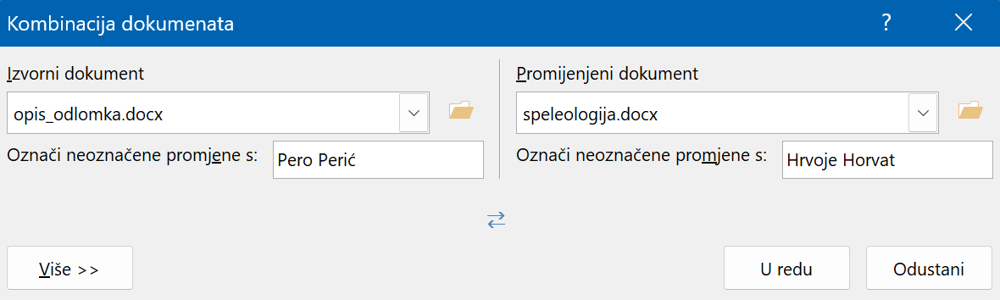 Kombinacija dokumenata ?
Izvorni dokument
opis_odlomka.docx
Označi neoznačene promjene s: Pero Perić
Promijenjeni dokument
speleologija.docx
Označi neoznačene promjene s: Hrvoje Horvat
Više >>
U redu
Odustani